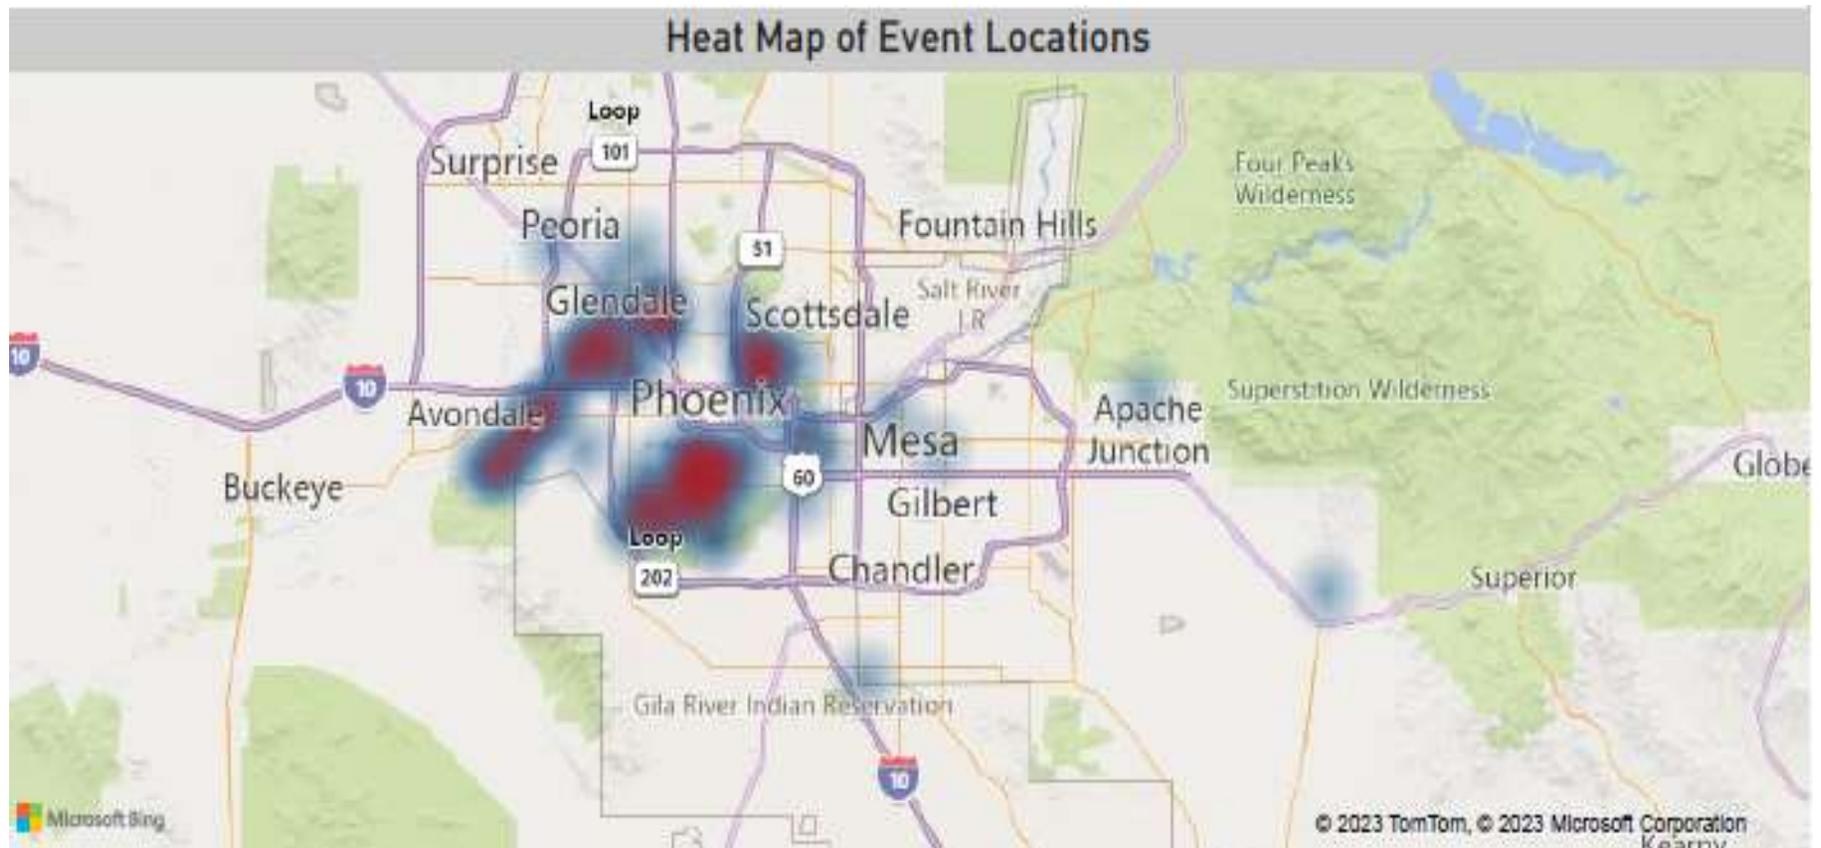 Heat Map of Event Locations
Loop
101
Surprise
Four Peaks
Wilderness
Peoria
Fountain Hills
51
Salt River
I R
Glendale
Scottsdale
10
10
Phoenix
Superstition Wilderness
Avondale
Apache
Junction
Mesa
Globe
60
Buckeye
Gilbert
Loop
202
Chandler
Superior
Gila River Indian Reservation
10
Microsoft Bing
© 2023 TomTom, © 2023 Microsoft Corporation
Kearny